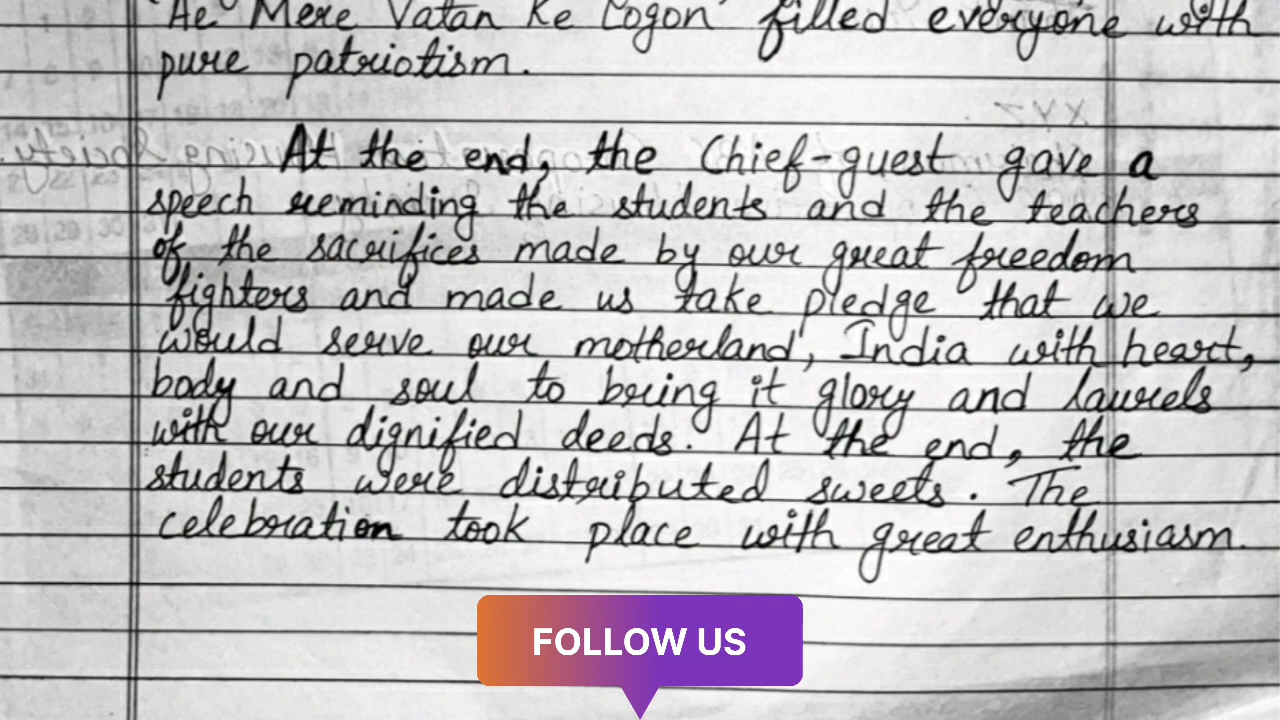 "Ae Mere Vatan Ke Logon" filled everyone with
pure patriotism.
At the end, the Chief-guest gave a
speech reminding the students and the teachers
of the sacrifices made by our great freedom
fighters and made us take pledge that we
would serve our motherland, India with heart,
body and soul to bring it glory and laurels
with our dignified deeds. At the end, the
students were distributed sweets. The
celebration took place with great enthusiasm.
FOLLOW US